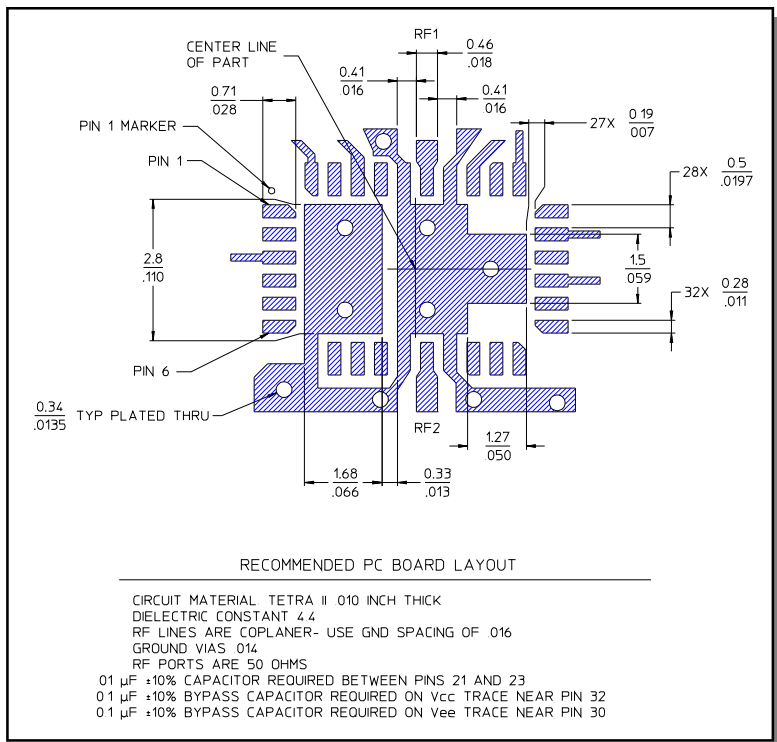 RF1
CENTER LINE
OF PART
0.46
.018
0.41
.016
0.71
.028
0.41
.016
PIN 1 MARKER
27X 0.19
.007
PIN 1
28X 0.5
.0197
2.8
.110
1.5
.059
32X 0.28
.011
PIN 6
0.34
.0135
TYP PLATED THRU
RF2
1.27
.050
1.68
.066
0.33
.013
RECOMMENDED PC BOARD LAYOUT
CIRCUIT MATERIAL TETRA II .010 INCH THICK
DIELECTRIC CONSTANT 4.4
RF LINES ARE COPLANER- USE GND SPACING OF .016
GROUND VIAS .014
RF PORTS ARE 50 OHMS
.01 µF ±10% CAPACITOR REQUIRED BETWEEN PINS 21 AND 23
0.1 µF ±10% BYPASS CAPACITOR REQUIRED ON Vcc TRACE NEAR PIN 32
0.1 µF ±10% BYPASS CAPACITOR REQUIRED ON Vee TRACE NEAR PIN 30